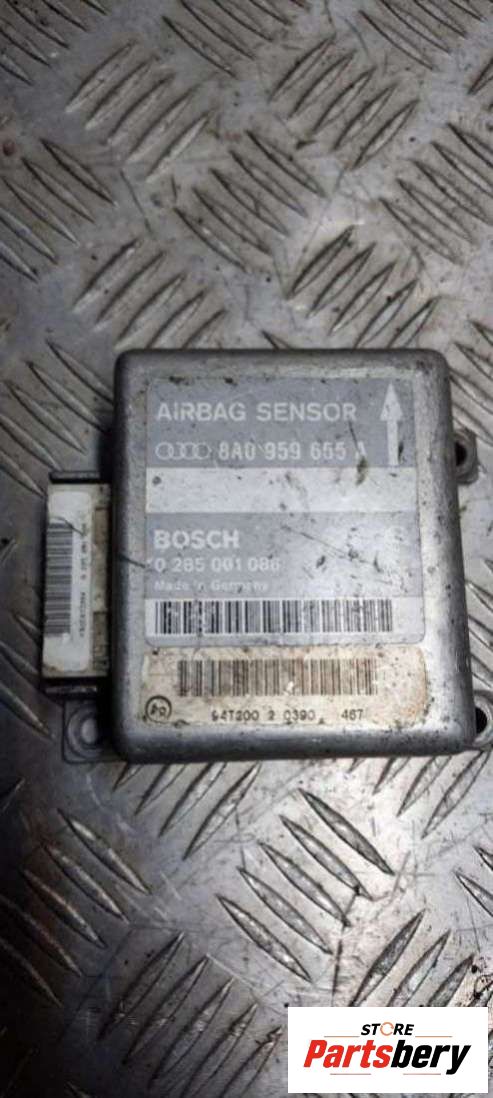 AIRBAG SENSOR
8A0 959 655 A
BOSCH
0 285 001 086
Made in Germany
94T200 2 0390 467
STORE
Partsbery